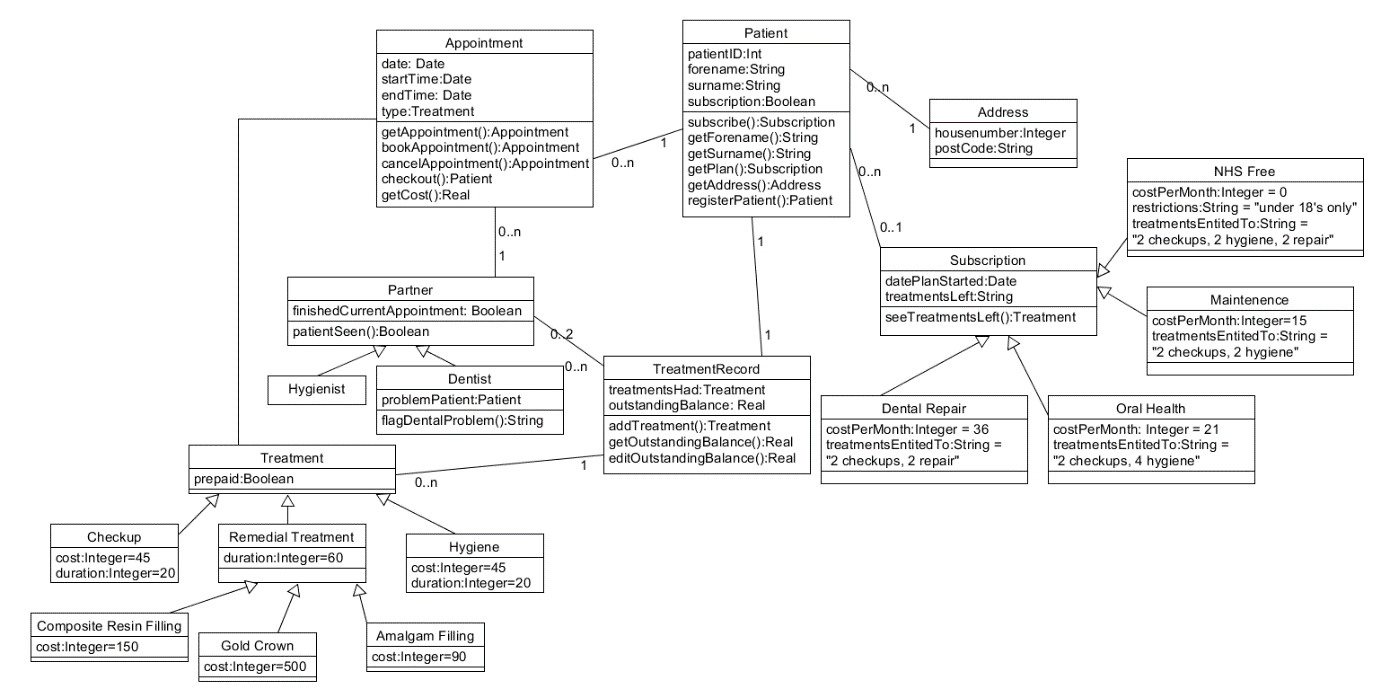 Appointment
date: Date
startTime:Date
endTime: Date
type:Treatment
getAppointment():Appointment
bookAppointment():Appointment
cancelAppointment():Appointment
checkout():Patient
getCost():Real
Patient
patientID:Int
forename:String
surname:String
subscription:Boolean
subscribe():Subscription
getForename():String
getSurname():String
getPlan():Subscription
getAddress():Address
registerPatient():Patient
0..n
1
Address
housenumber:Integer
postCode:String
1
0..n
0..n
0..1
NHS Free
costPerMonth:Integer = 0
restrictions:String = "under 18's only"
treatmentsEntitedTo:String =
"2 checkups, 2 hygiene, 2 repair"
0..n
1
1
1
Subscription
datePlanStarted:Date
treatmentsLeft:String
seeTreatmentsLeft():Treatment
Maintenence
costPerMonth:Integer=15
treatmentsEntitedTo:String =
"2 checkups, 2 hygiene"
Partner
finishedCurrentAppointment: Boolean
patientSeen():Boolean
0..2
0..n
Hygienist
Dentist
problemPatient:Patient
flagDentalProblem():String
TreatmentRecord
treatmentsHad:Treatment
outstandingBalance: Real
addTreatment():Treatment
getOutstandingBalance():Real
editOutstandingBalance():Real
Dental Repair
costPerMonth:Integer = 36
treatmentsEntitedTo:String =
"2 checkups, 2 repair"
Oral Health
costPerMonth: Integer = 21
treatmentsEntitedTo:String =
"2 checkups, 4 hygiene"
Treatment
prepaid:Boolean
0..n
1
Checkup
cost:Integer=45
duration:Integer=20
Remedial Treatment
duration:Integer=60
Hygiene
cost:Integer=45
duration:Integer=20
Composite Resin Filling
cost:Integer=150
Gold Crown
cost:Integer=500
Amalgam Filling
cost:Integer=90